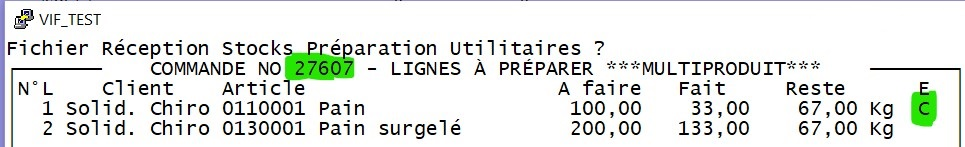 VIF_TEST
Fichier Réception Stocks Préparation Utilitaires ?
COMMANDE NO 27607 - LIGNES À PRÉPARER ***MULTIPRODUIT***
N°L Client Article A faire Fait Reste E
1 Solid. Chiro 0110001 Pain 100,00 33,00 67,00 Kg C
2 Solid. Chiro 0130001 Pain surgelé 200,00 133,00 67,00 Kg